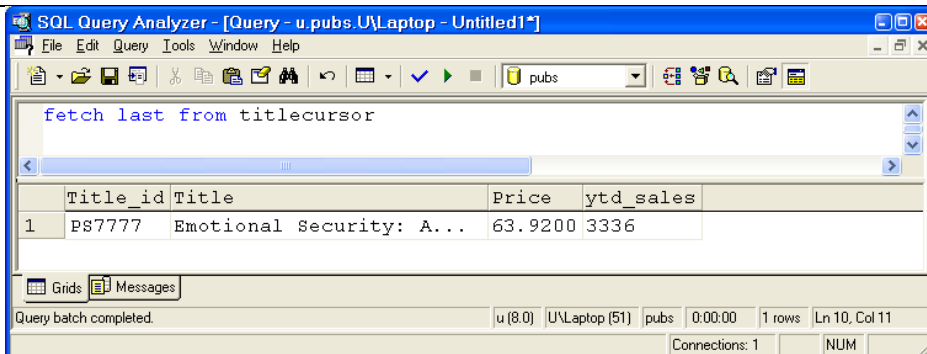 SQL Query Analyzer - [Query - u.pubs.U\Laptop - Untitled1*]
File Edit Query Tools Window Help
pubs
fetch last from titlecursor
Title_id Title Price ytd_sales
1 PS7777 Emotional Security: A... 63.9200 3336
Grids Messages
Query batch completed. u (8.0) U\Laptop (51) pubs 0:00:00 1 rows Ln 10, Col 11
Connections: 1 NUM